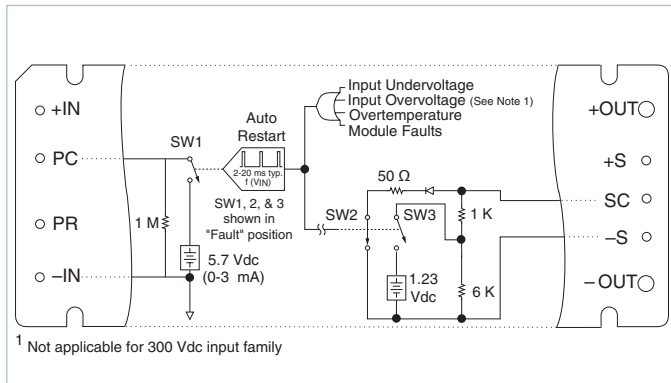 +IN
PC
PR
–IN
SW1
1 M
5.7 Vdc
(0-3 mA)
Auto
Restart
2-20 ms typ.
f (VIN)
SW1, 2, & 3
shown in
"Fault" position
Input Undervoltage
Input Overvoltage (See Note 1)
Overtemperature
Module Faults
50 Ω
SW2
SW3
1 K
1.23
Vdc
6 K
+OUT
+S
SC
–S
–OUT
1 Not applicable for 300 Vdc input family